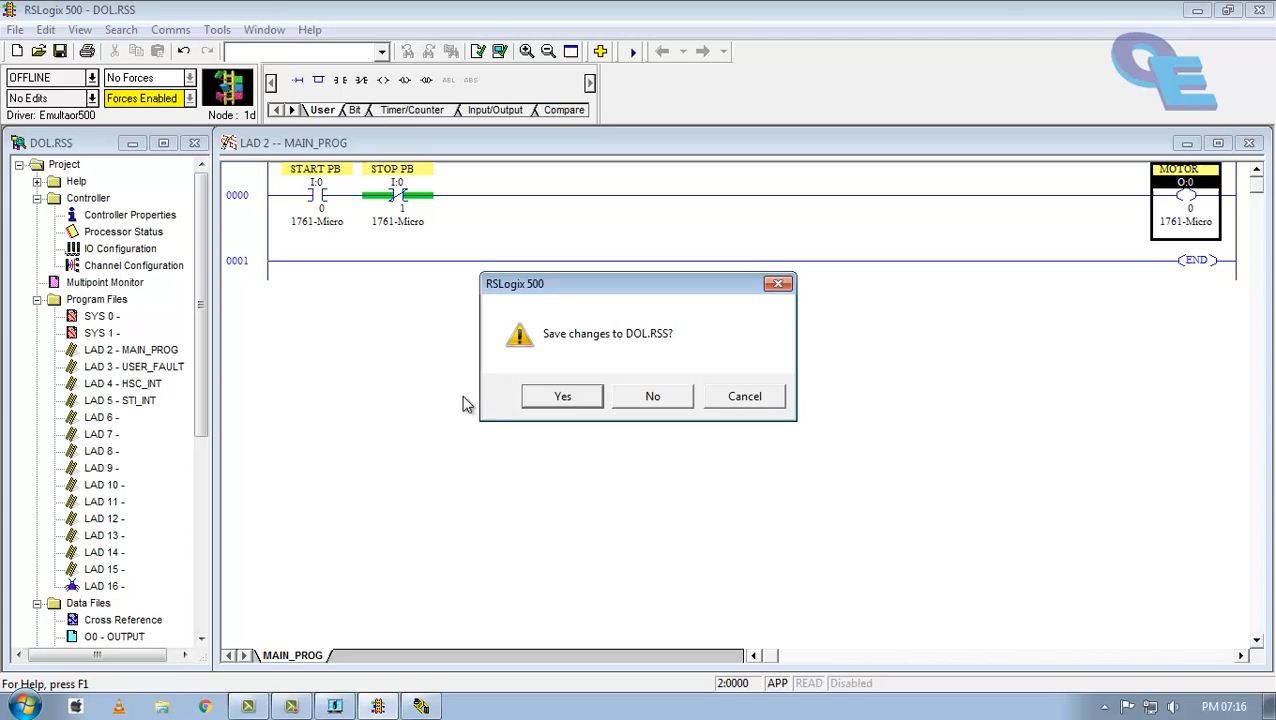 RSLogix 500 - DOL.RSS
File Edit View Search Comms Tools Window Help
OFFLINE No Forces
No Edits Forces Enabled
Driver: Emultaor500 Node : 1d
ABL ABS
User Bit Timer/Counter Input/Output Compare
OE
DOL.RSS
Project
Help
Controller
Controller Properties
Processor Status
IO Configuration
Channel Configuration
Multipoint Monitor
Program Files
SYS 0 -
SYS 1 -
LAD 2 - MAIN_PROG
LAD 3 - USER_FAULT
LAD 4 - HSC_INT
LAD 5 - STI_INT
LAD 6 -
LAD 7 -
LAD 8 -
LAD 9 -
LAD 10 -
LAD 11 -
LAD 12 -
LAD 13 -
LAD 14 -
LAD 15 -
LAD 16 -
Data Files
Cross Reference
O0 - OUTPUT
LAD 2 -- MAIN_PROG
START PB STOP PB MOTOR
I:0 I:0 O:0
0000
0 1 0
1761-Micro 1761-Micro 1761-Micro
0001 END
RSLogix 500
Save changes to DOL.RSS?
Yes No Cancel
MAIN_PROG
For Help, press F1 2:0000 APP READ Disabled
PM 07:16